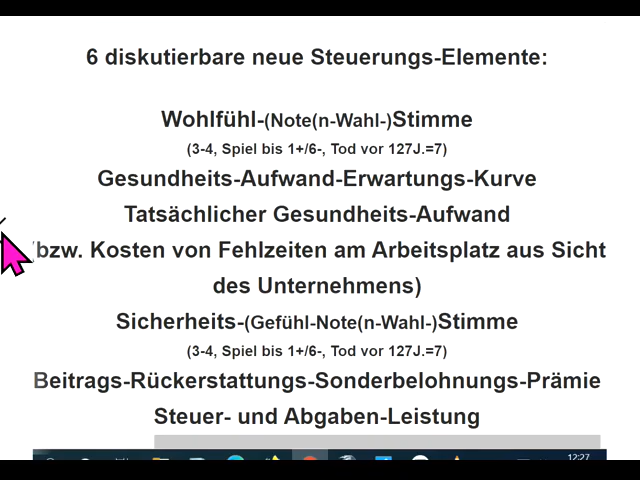 6 diskutierbare neue Steuerungs-Elemente:
Wohlfühl-(Note(n-Wahl-)Stimme
(3-4, Spiel bis 1+/6-, Tod vor 127J.=7)
Gesundheits-Aufwand-Erwartungs-Kurve
Tatsächlicher Gesundheits-Aufwand
(bzw. Kosten von Fehlzeiten am Arbeitsplatz aus Sicht
des Unternehmens)
Sicherheits-(Gefühl-Note(n-Wahl-)Stimme
(3-4, Spiel bis 1+/6-, Tod vor 127J.=7)
Beitrags-Rückerstattungs-Sonderbelohnungs-Prämie
Steuer- und Abgaben-Leistung
12:27